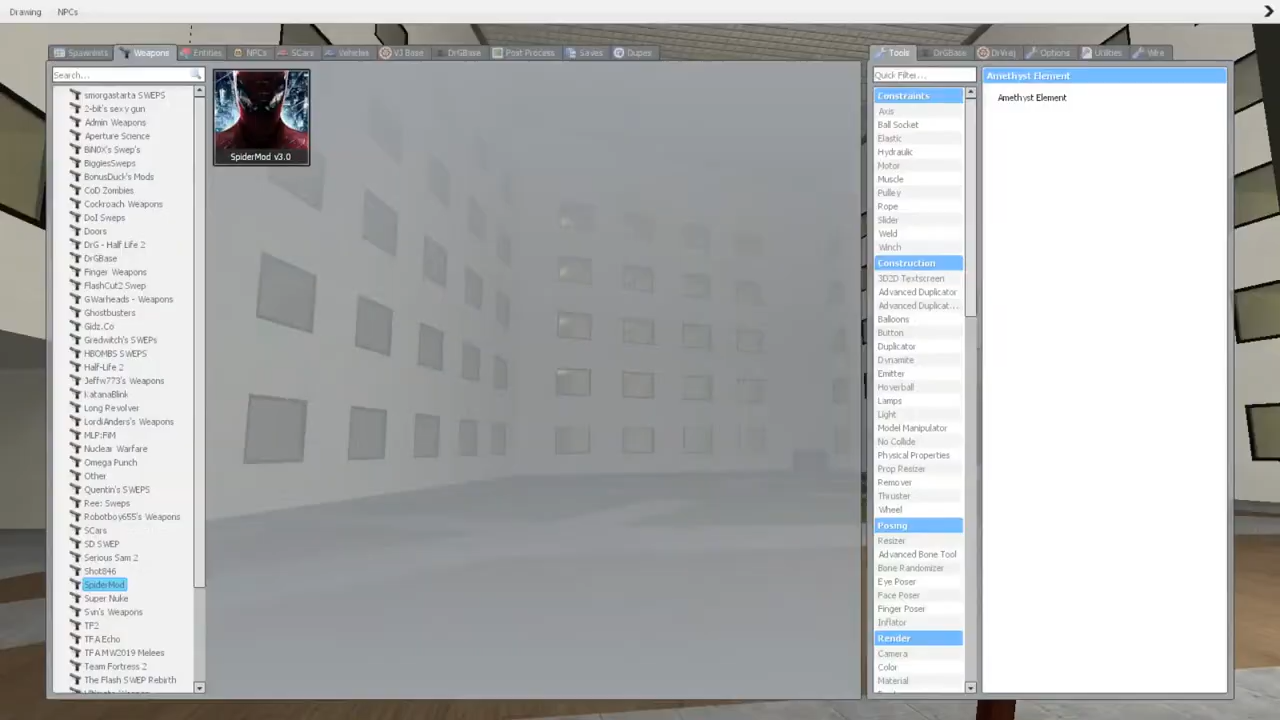 Drawing NPCs
Spawnlists Weapons Entities NPCs SCars Vehicles VJ Base DrGBase Post Process Saves Dupes
Search...
smorgastarta SWEPS
2-bit's sexy gun
Admin Weapons
Aperture Science
BiN0X's Swep's
BiggiesSweps
BonusDuck's Mods
CoD Zombies
Cockroach Weapons
DoI Sweps
Doors
DrG - Half Life 2
DrGBase
Finger Weapons
FlashCut2 Swep
GWarheads - Weapons
Ghostbusters
Gidz.Co
Gredwitch's SWEPs
HBOMBS SWEPS
Half-Life 2
Jeffw773's Weapons
KatanaBlink
Long Revolver
LordiAnders's Weapons
MLP:FiM
Nuclear Warfare
Omega Punch
Other
Quentin's SWEPS
Ree: Sweps
Robotboy655's Weapons
SCars
SD SWEP
Serious Sam 2
Shot846
SpiderMod
Super Nuke
Svn's Weapons
TF2
TFA Echo
TFA MW2019 Melees
Team Fortress 2
The Flash SWEP Rebirth
SpiderMod v3.0
Tools DrGBase DrVrej Options Utilities Wire
Quick Filter...
Constraints
Axis
Ball Socket
Elastic
Hydraulic
Motor
Muscle
Pulley
Rope
Slider
Weld
Winch
Construction
3D2D Textscreen
Advanced Duplicator
Advanced Duplicat...
Balloons
Button
Duplicator
Dynamite
Emitter
Hoverball
Lamps
Light
Model Manipulator
No Collide
Physical Properties
Prop Resizer
Remover
Thruster
Wheel
Posing
Resizer
Advanced Bone Tool
Bone Randomizer
Eye Poser
Face Poser
Finger Poser
Inflator
Render
Camera
Color
Material
Amethyst Element
Amethyst Element